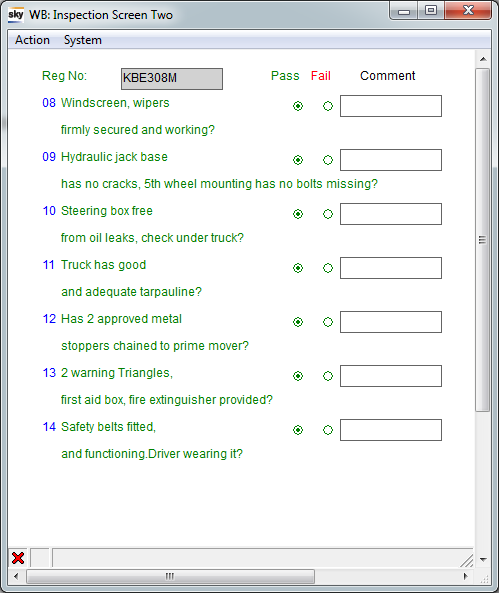 sky WB: Inspection Screen Two
Action System
Reg No: KBE308M Pass Fail Comment
08 Windscreen, wipers
firmly secured and working?
09 Hydraulic jack base
has no cracks, 5th wheel mounting has no bolts missing?
10 Steering box free
from oil leaks, check under truck?
11 Truck has good
and adequate tarpauline?
12 Has 2 approved metal
stoppers chained to prime mover?
13 2 warning Triangles,
first aid box, fire extinguisher provided?
14 Safety belts fitted,
and functioning.Driver wearing it?